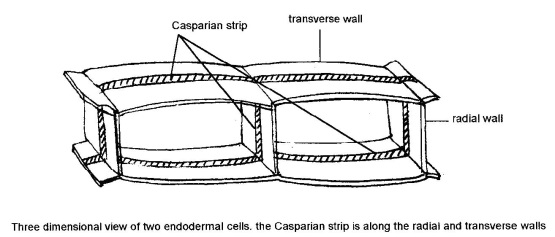 transverse wall
Casparian strip
radial wall
Three dimensional view of two endodermal cells. the Casparian strip is along the radial and transverse walls